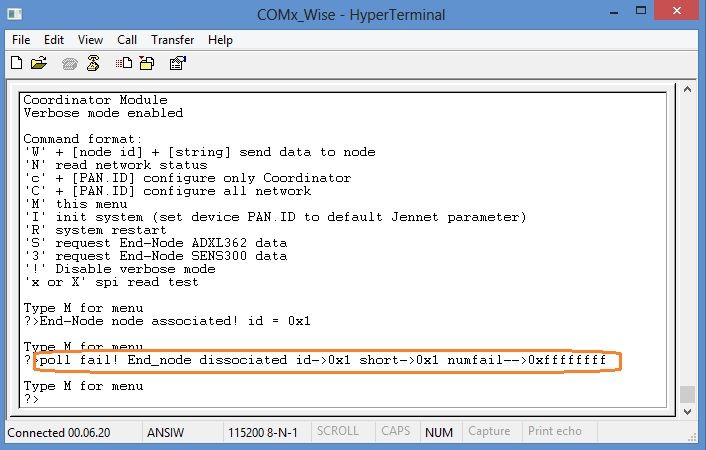 COMx_Wise - HyperTerminal
File Edit View Call Transfer Help
Coordinator Module
Verbose mode enabled
Command format:
'W' + [node id] + [string] send data to node
'N' read network status
'c' + [PAN.ID] configure only Coordinator
'C' + [PAN.ID] configure all network
'M' this menu
'I' init system (set device PAN.ID to default Jennet parameter)
'R' system restart
'S' request End-Node ADXL362 data
'3' request End-Node SENS300 data
'!' Disable verbose mode
'x or X' spi read test
Type M for menu
?>End-Node node associated! id = 0x1
Type M for menu
?>poll fail! End_node dissociated id->0x1 short->0x1 numfail-->0xffffffff
Type M for menu
?>
Connected 00.06.20 ANSIW 115200 8-N-1 SCROLL CAPS NUM Capture Print echo